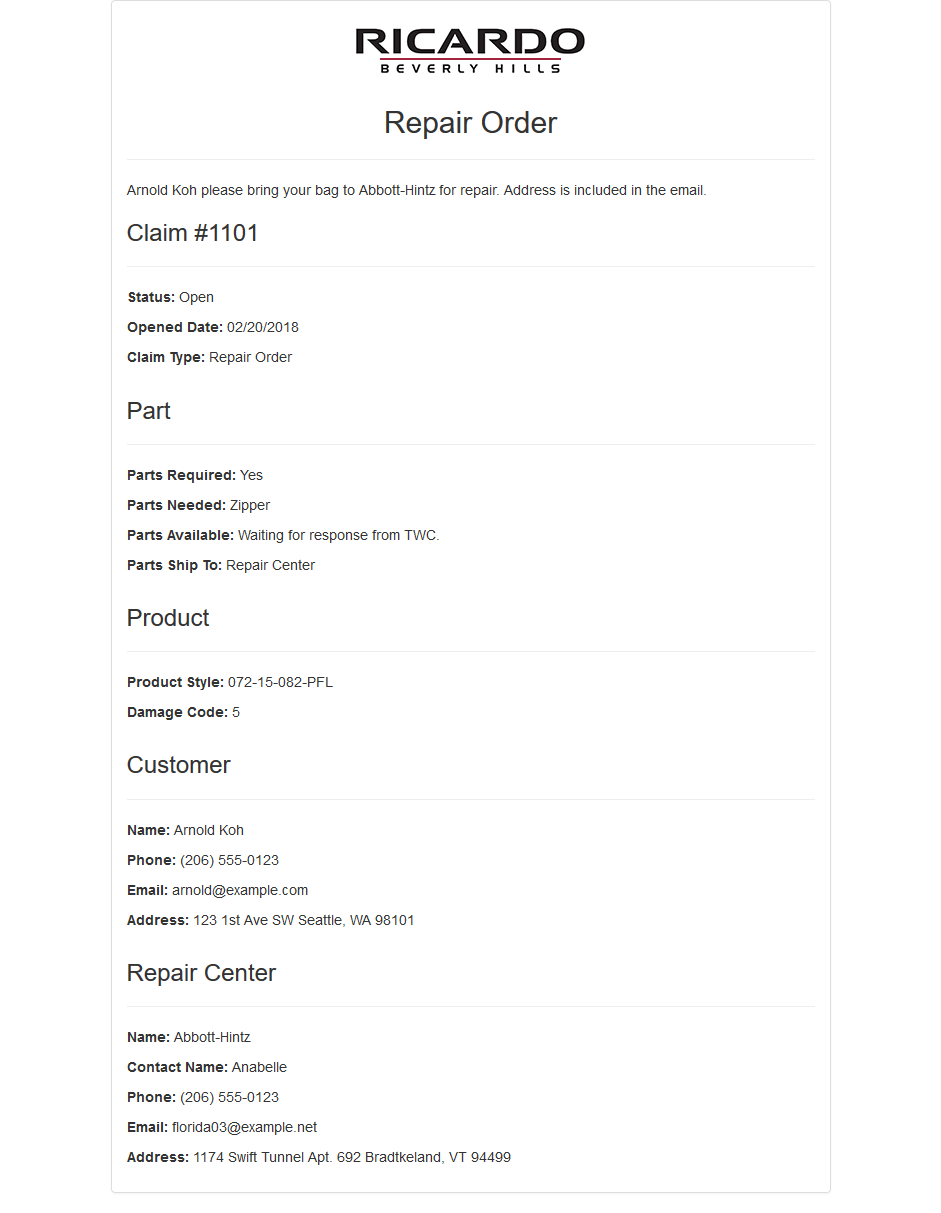 RICARDO
BEVERLY HILLS
Repair Order
Arnold Koh please bring your bag to Abbott-Hintz for repair. Address is included in the email.
Claim #1101
Status: Open
Opened Date: 02/20/2018
Claim Type: Repair Order
Part
Parts Required: Yes
Parts Needed: Zipper
Parts Available: Waiting for response from TWC.
Parts Ship To: Repair Center
Product
Product Style: 072-15-082-PFL
Damage Code: 5
Customer
Name: Arnold Koh
Phone: (206) 555-0123
Email: arnold@example.com
Address: 123 1st Ave SW Seattle, WA 98101
Repair Center
Name: Abbott-Hintz
Contact Name: Anabelle
Phone: (206) 555-0123
Email: florida03@example.net
Address: 1174 Swift Tunnel Apt. 692 Bradtkeland, VT 94499